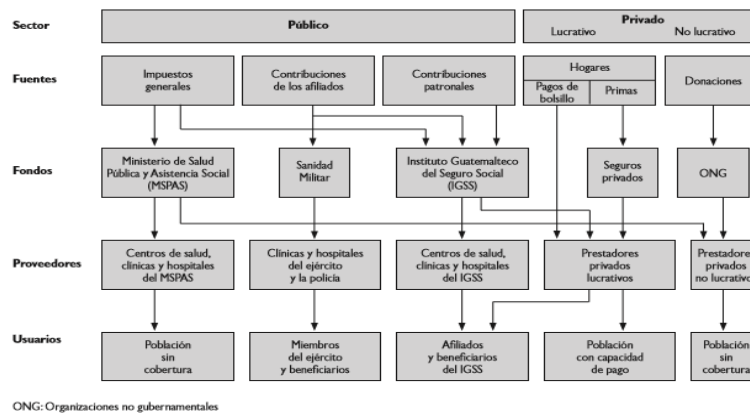 Sector
Público
Privado
Lucrativo
No lucrativo
Fuentes
Impuestos
generales
Contribuciones
de los afiliados
Contribuciones
patronales
Hogares
Pagos de
bolsillo
Primas
Donaciones
Fondos
Ministerio de Salud
Pública y Asistencia Social
(MSPAS)
Sanidad
Militar
Instituto Guatemalteco
del Seguro Social
(IGSS)
Seguros
privados
ONG
Proveedores
Centros de salud,
clínicas y hospitales
del MSPAS
Clínicas y hospitales
del ejército
y la policía
Centros de salud,
clínicas y hospitales
del IGSS
Prestadores
privados
lucrativos
Prestadores
privados
no lucrativo
Usuarios
Población
sin
cobertura
Miembros
del ejército
y beneficiarios
Afiliados
y beneficiarios
del IGSS
Población
con capacidad
de pago
Población
sin
cobertura
ONG: Organizaciones no gubernamentales